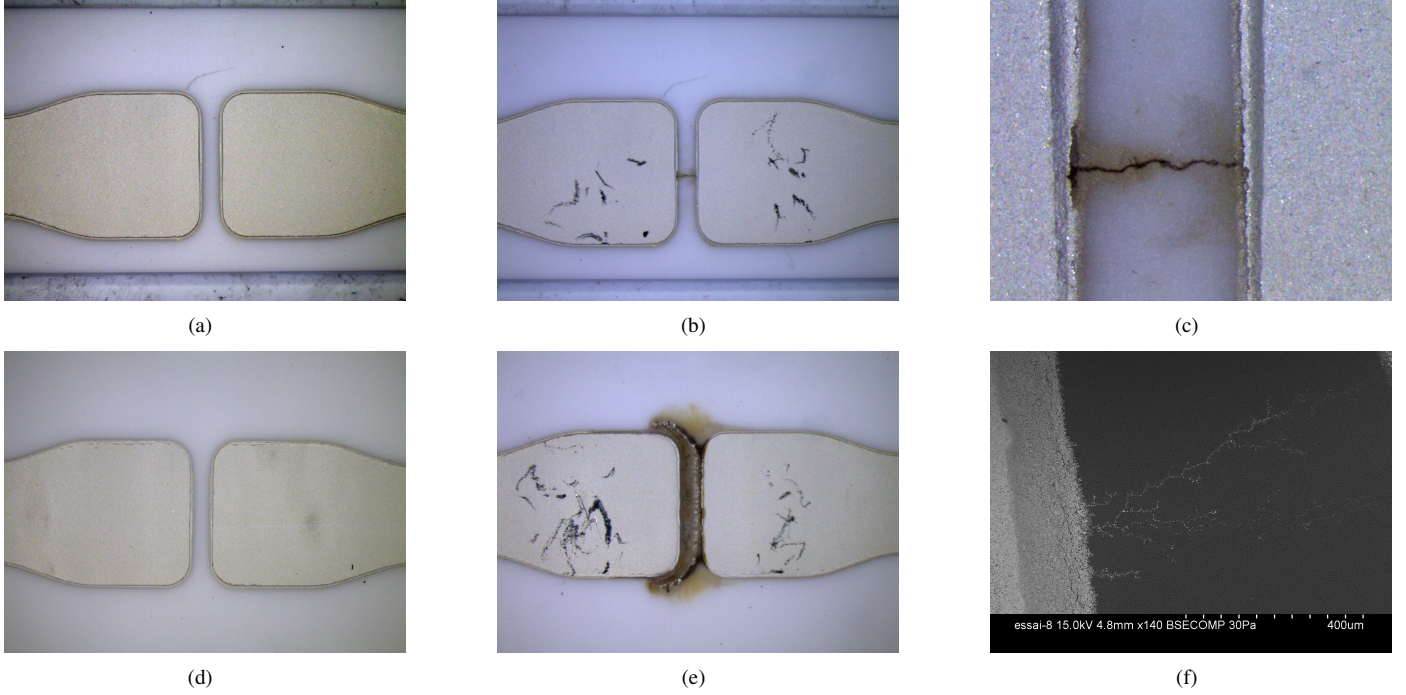 (a)
(b)
(c)
essai-8 15.0kV 4.8mm x140 BSECOMP 30Pa 400um
(d)
(e)
(f)